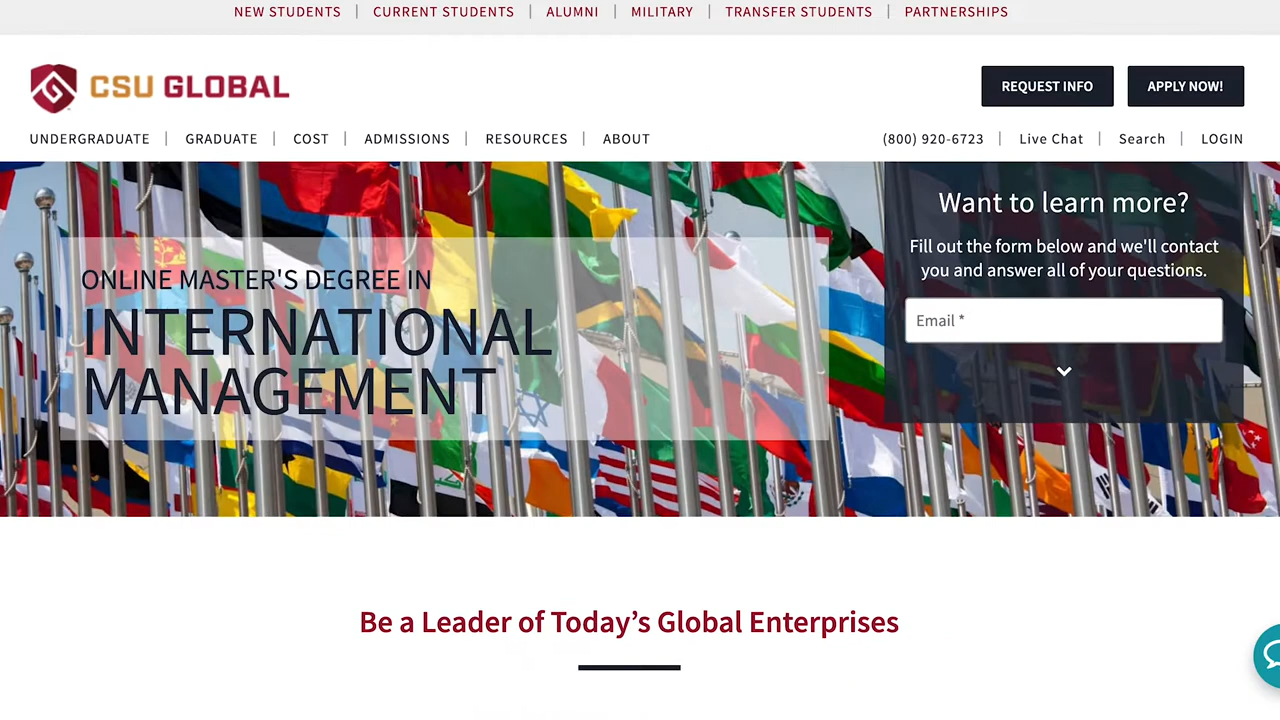 NEW STUDENTS | CURRENT STUDENTS | ALUMNI | MILITARY | TRANSFER STUDENTS | PARTNERSHIPS
CSU GLOBAL
REQUEST INFO
APPLY NOW!
UNDERGRADUATE | GRADUATE | COST | ADMISSIONS | RESOURCES | ABOUT
(800) 920-6723 | Live Chat | Search | LOGIN
ONLINE MASTER'S DEGREE IN
INTERNATIONAL
MANAGEMENT
Want to learn more?
Fill out the form below and we'll contact
you and answer all of your questions.
Email *
Be a Leader of Today’s Global Enterprises